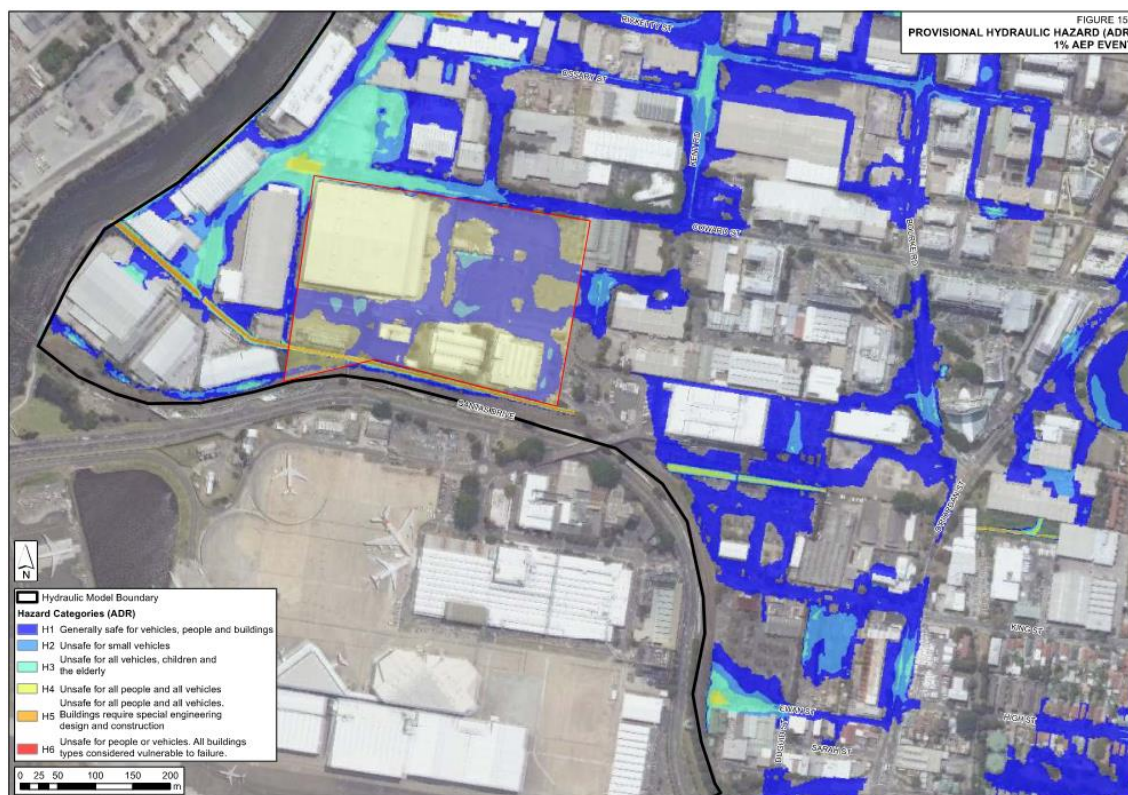 FIGURE 15
PROVISIONAL HYDRAULIC HAZARD (ADR
1% AEP EVENT
RICKETTY ST
OSSARY ST
KENT RD
COWARD ST
BOURKE RD
QANTAS DRIVE
O'RIORDAN ST
KING ST
EWAN ST
HIGH ST
SARAH ST
N
Hydraulic Model Boundary
Hazard Categories (ADR)
H1 Generally safe for vehicles, people and buildings
H2 Unsafe for small vehicles
H3 Unsafe for all vehicles, children and
the elderly
H4 Unsafe for all people and all vehicles
H5 Unsafe for all people and all vehicles.
Buildings require special engineering
design and construction
H6 Unsafe for people or vehicles. All buildings
types considered vulnerable to failure.
0 25 50 100 150 200
m